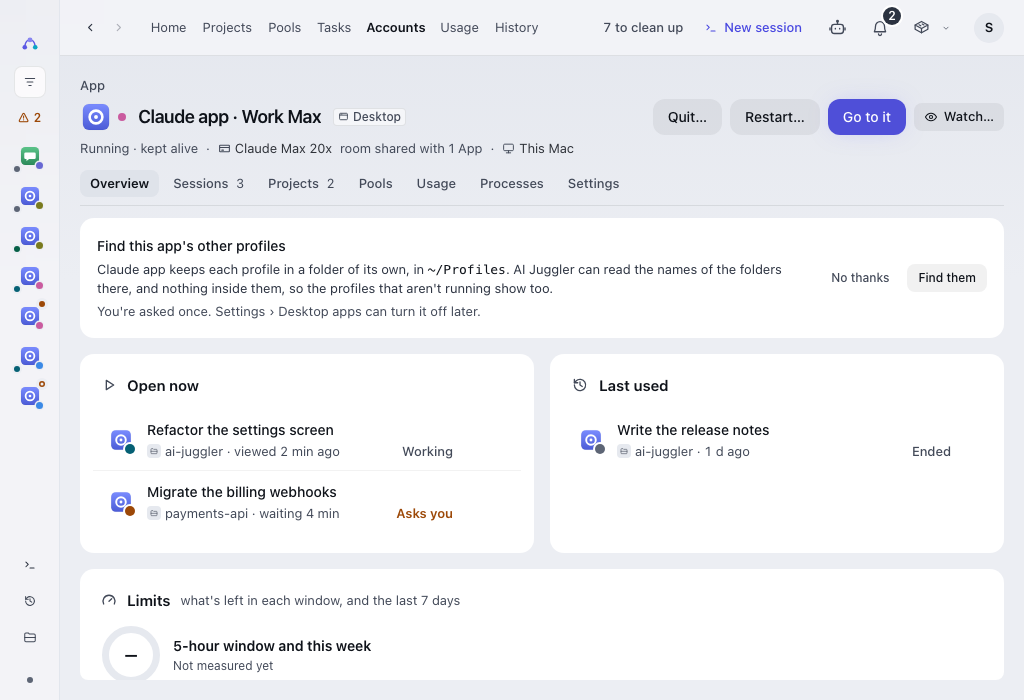 Home Projects Pools Tasks Accounts Usage History 7 to clean up New session 2 S
2
App
Claude app · Work Max Desktop Quit... Restart... Go to it Watch...
Running · kept alive · Claude Max 20x room shared with 1 App · This Mac
Overview Sessions 3 Projects 2 Pools Usage Processes Settings
Find this app's other profiles
Claude app keeps each profile in a folder of its own, in ~/Profiles. AI Juggler can read the names of the folders
there, and nothing inside them, so the profiles that aren't running show too.
You're asked once. Settings › Desktop apps can turn it off later.
No thanks Find them
Open now
Refactor the settings screen
ai-juggler · viewed 2 min ago Working
Migrate the billing webhooks
payments-api · waiting 4 min Asks you
Last used
Write the release notes
ai-juggler · 1 d ago Ended
Limits what's left in each window, and the last 7 days
5-hour window and this week
Not measured yet